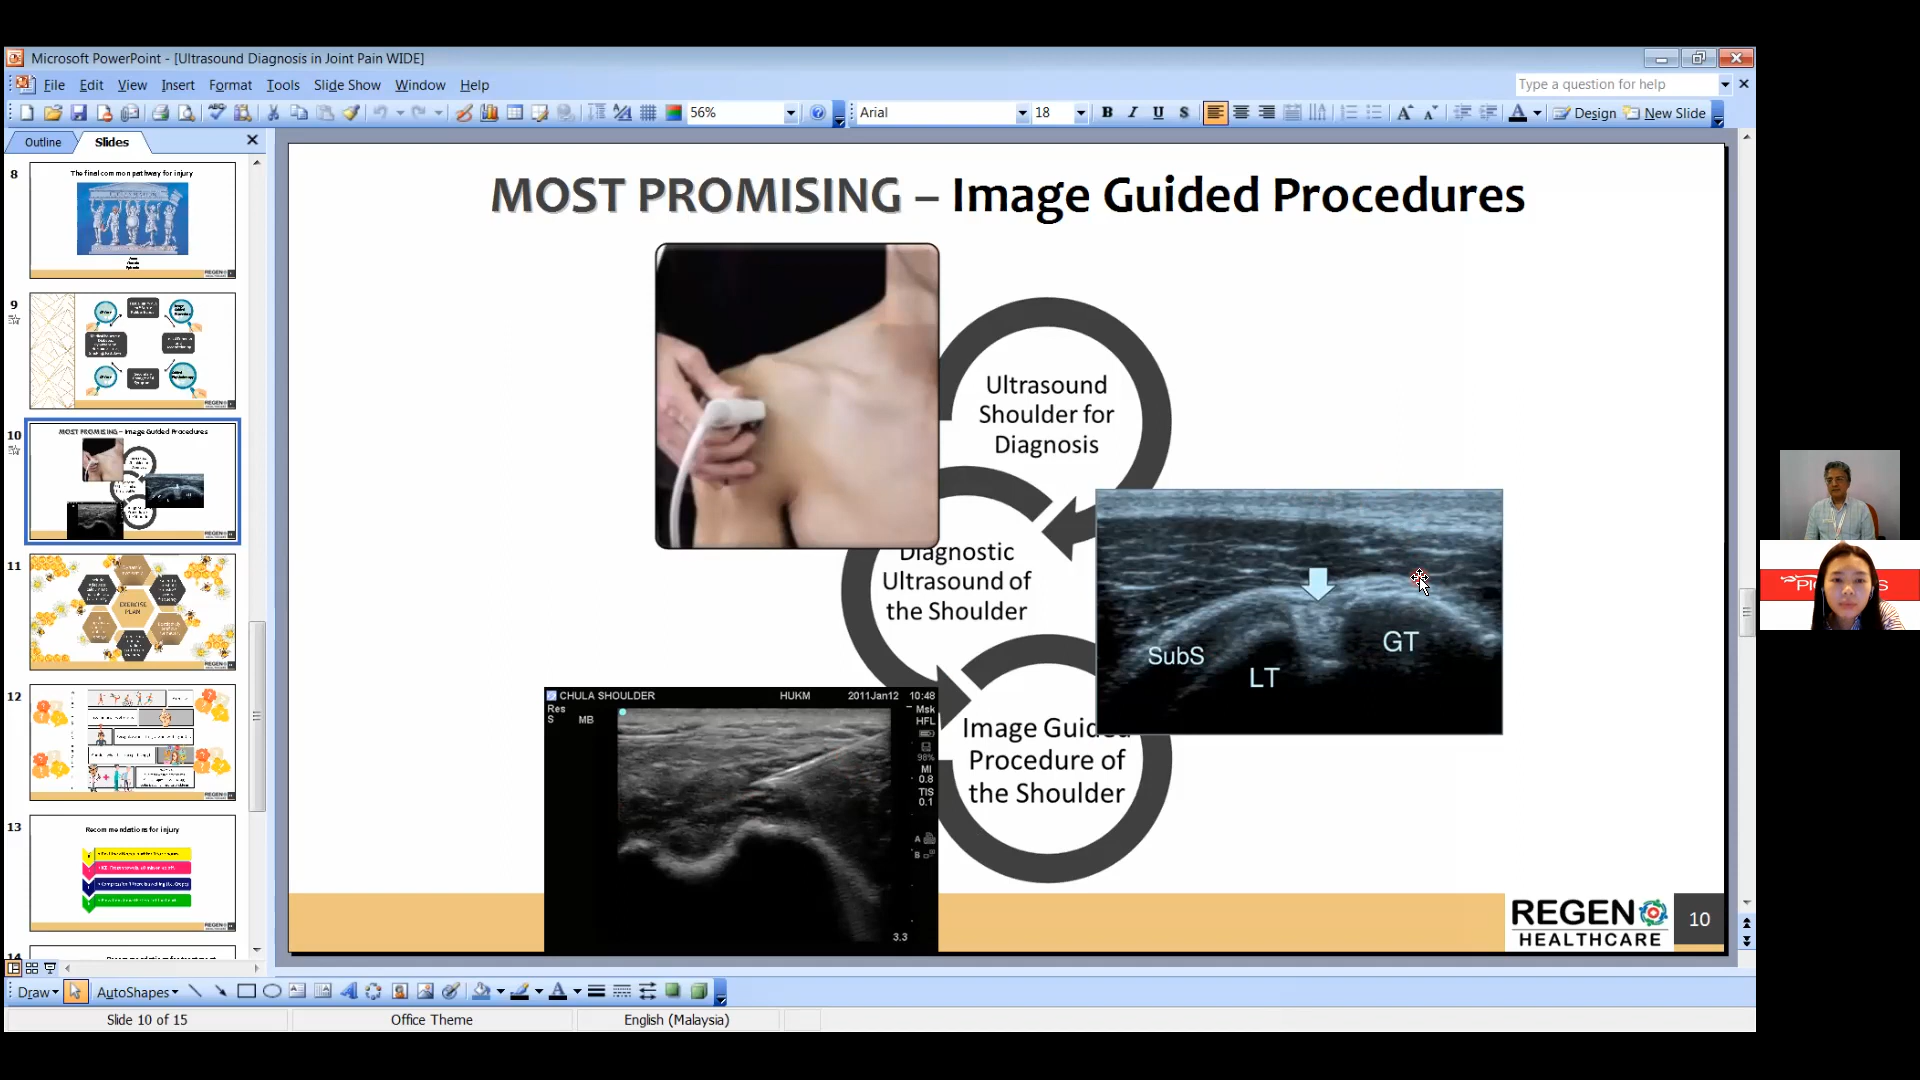 Microsoft PowerPoint - [Ultrasound Diagnosis in Joint Pain WIDE]
File Edit View Insert Format Tools Slide Show Window Help
Type a question for help
56%
Arial
18
Design
New Slide
Outline
Slides
8
The final common pathway for injury
9
10
MOST PROMISING – Image Guided Procedures
11
EXERCISE
PLAN
12
13
Recommendations for injury
14
MOST PROMISING – Image Guided Procedures
Ultrasound
Shoulder for
Diagnosis
Diagnostic
Ultrasound of
the Shoulder
SubS
LT
GT
CHULA SHOULDER
HUKM
2011Jan12
10:48
Res
S
MB
Msk
HFL
98%
MI
0.8
TIS
0.1
A
B
3.3
Image Guided
Procedure of
the Shoulder
REGEN
HEALTHCARE
10
Draw
AutoShapes
Slide 10 of 15
Office Theme
English (Malaysia)